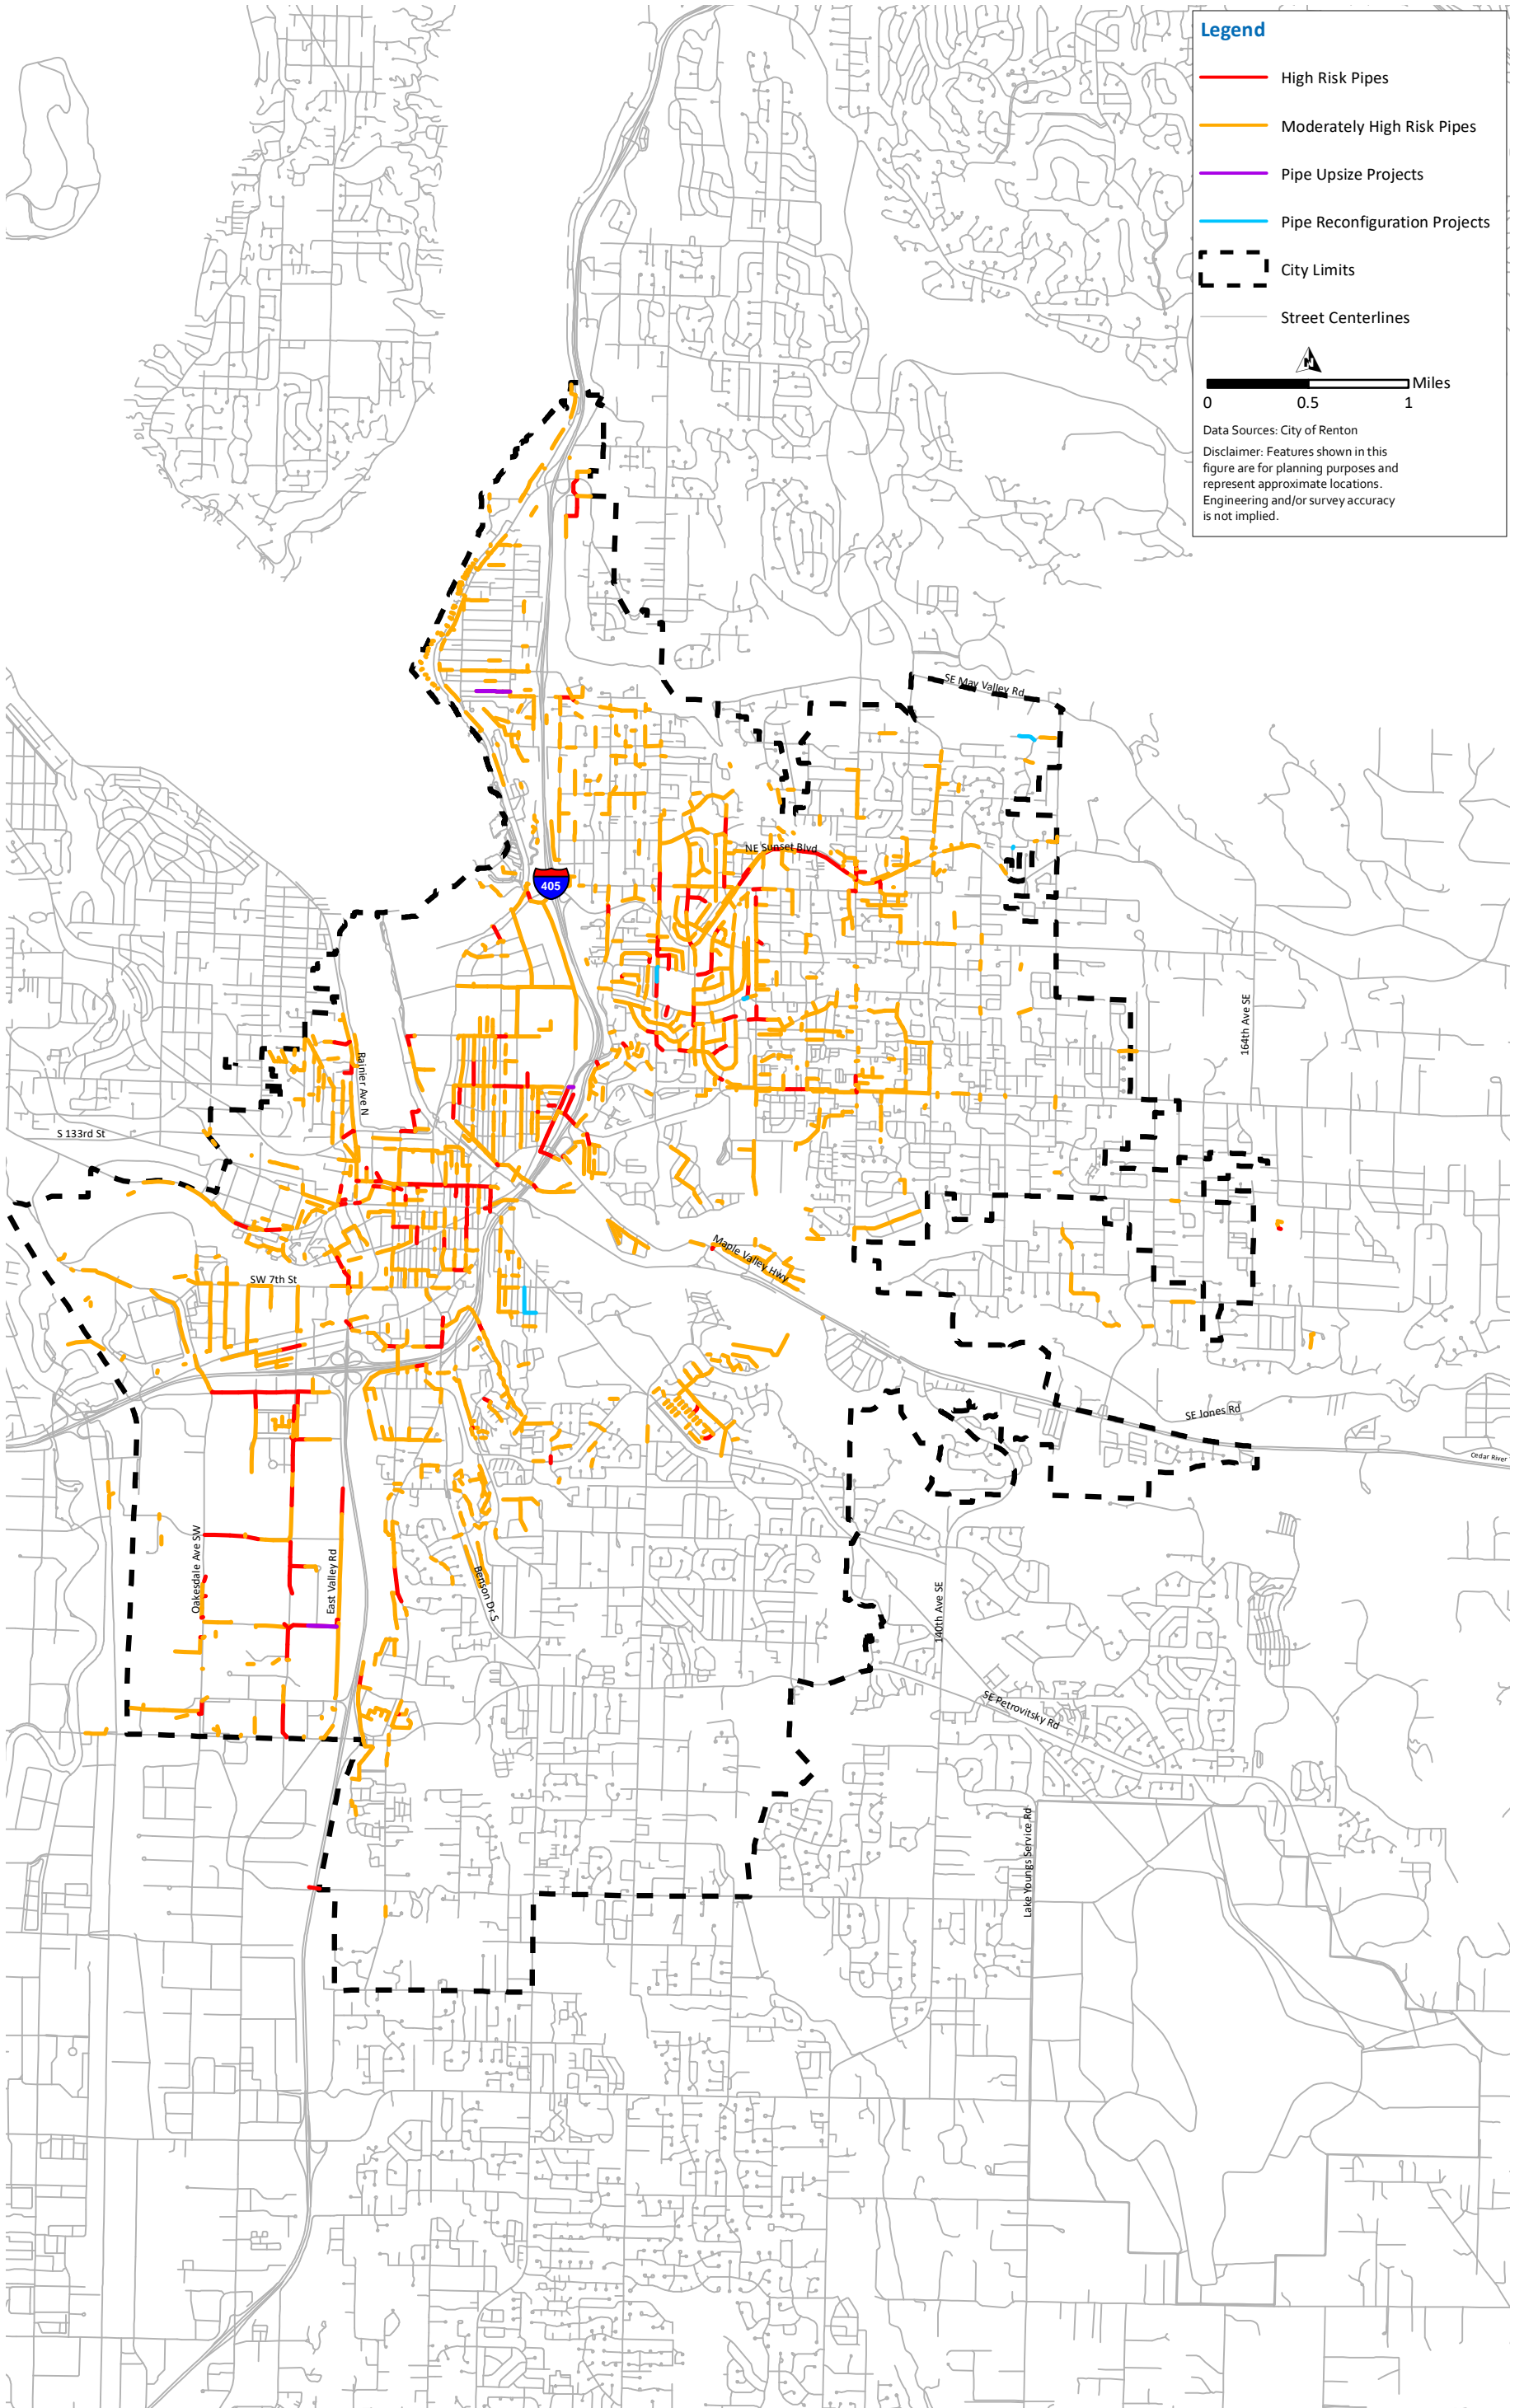 Legend
High Risk Pipes
Moderately High Risk Pipes
Pipe Upsize Projects
Pipe Reconfiguration Projects
City Limits
Street Centerlines
N
Miles
0 0.5 1
Data Sources: City of Renton
Disclaimer: Features shown in this
figure are for planning purposes and
represent approximate locations.
Engineering and/or survey accuracy
is not implied.
SE May Valley Rd
NE Sunset Blvd
405
164th Ave SE
Rainier Ave N
S 133rd St
Maple Valley Hwy
SW 7th St
SE Jones Rd
Cedar River
Oakesdale Ave SW
East Valley Rd
Benson Dr S
140th Ave SE
SE Petrovitsky Rd
Lake Youngs Service Rd